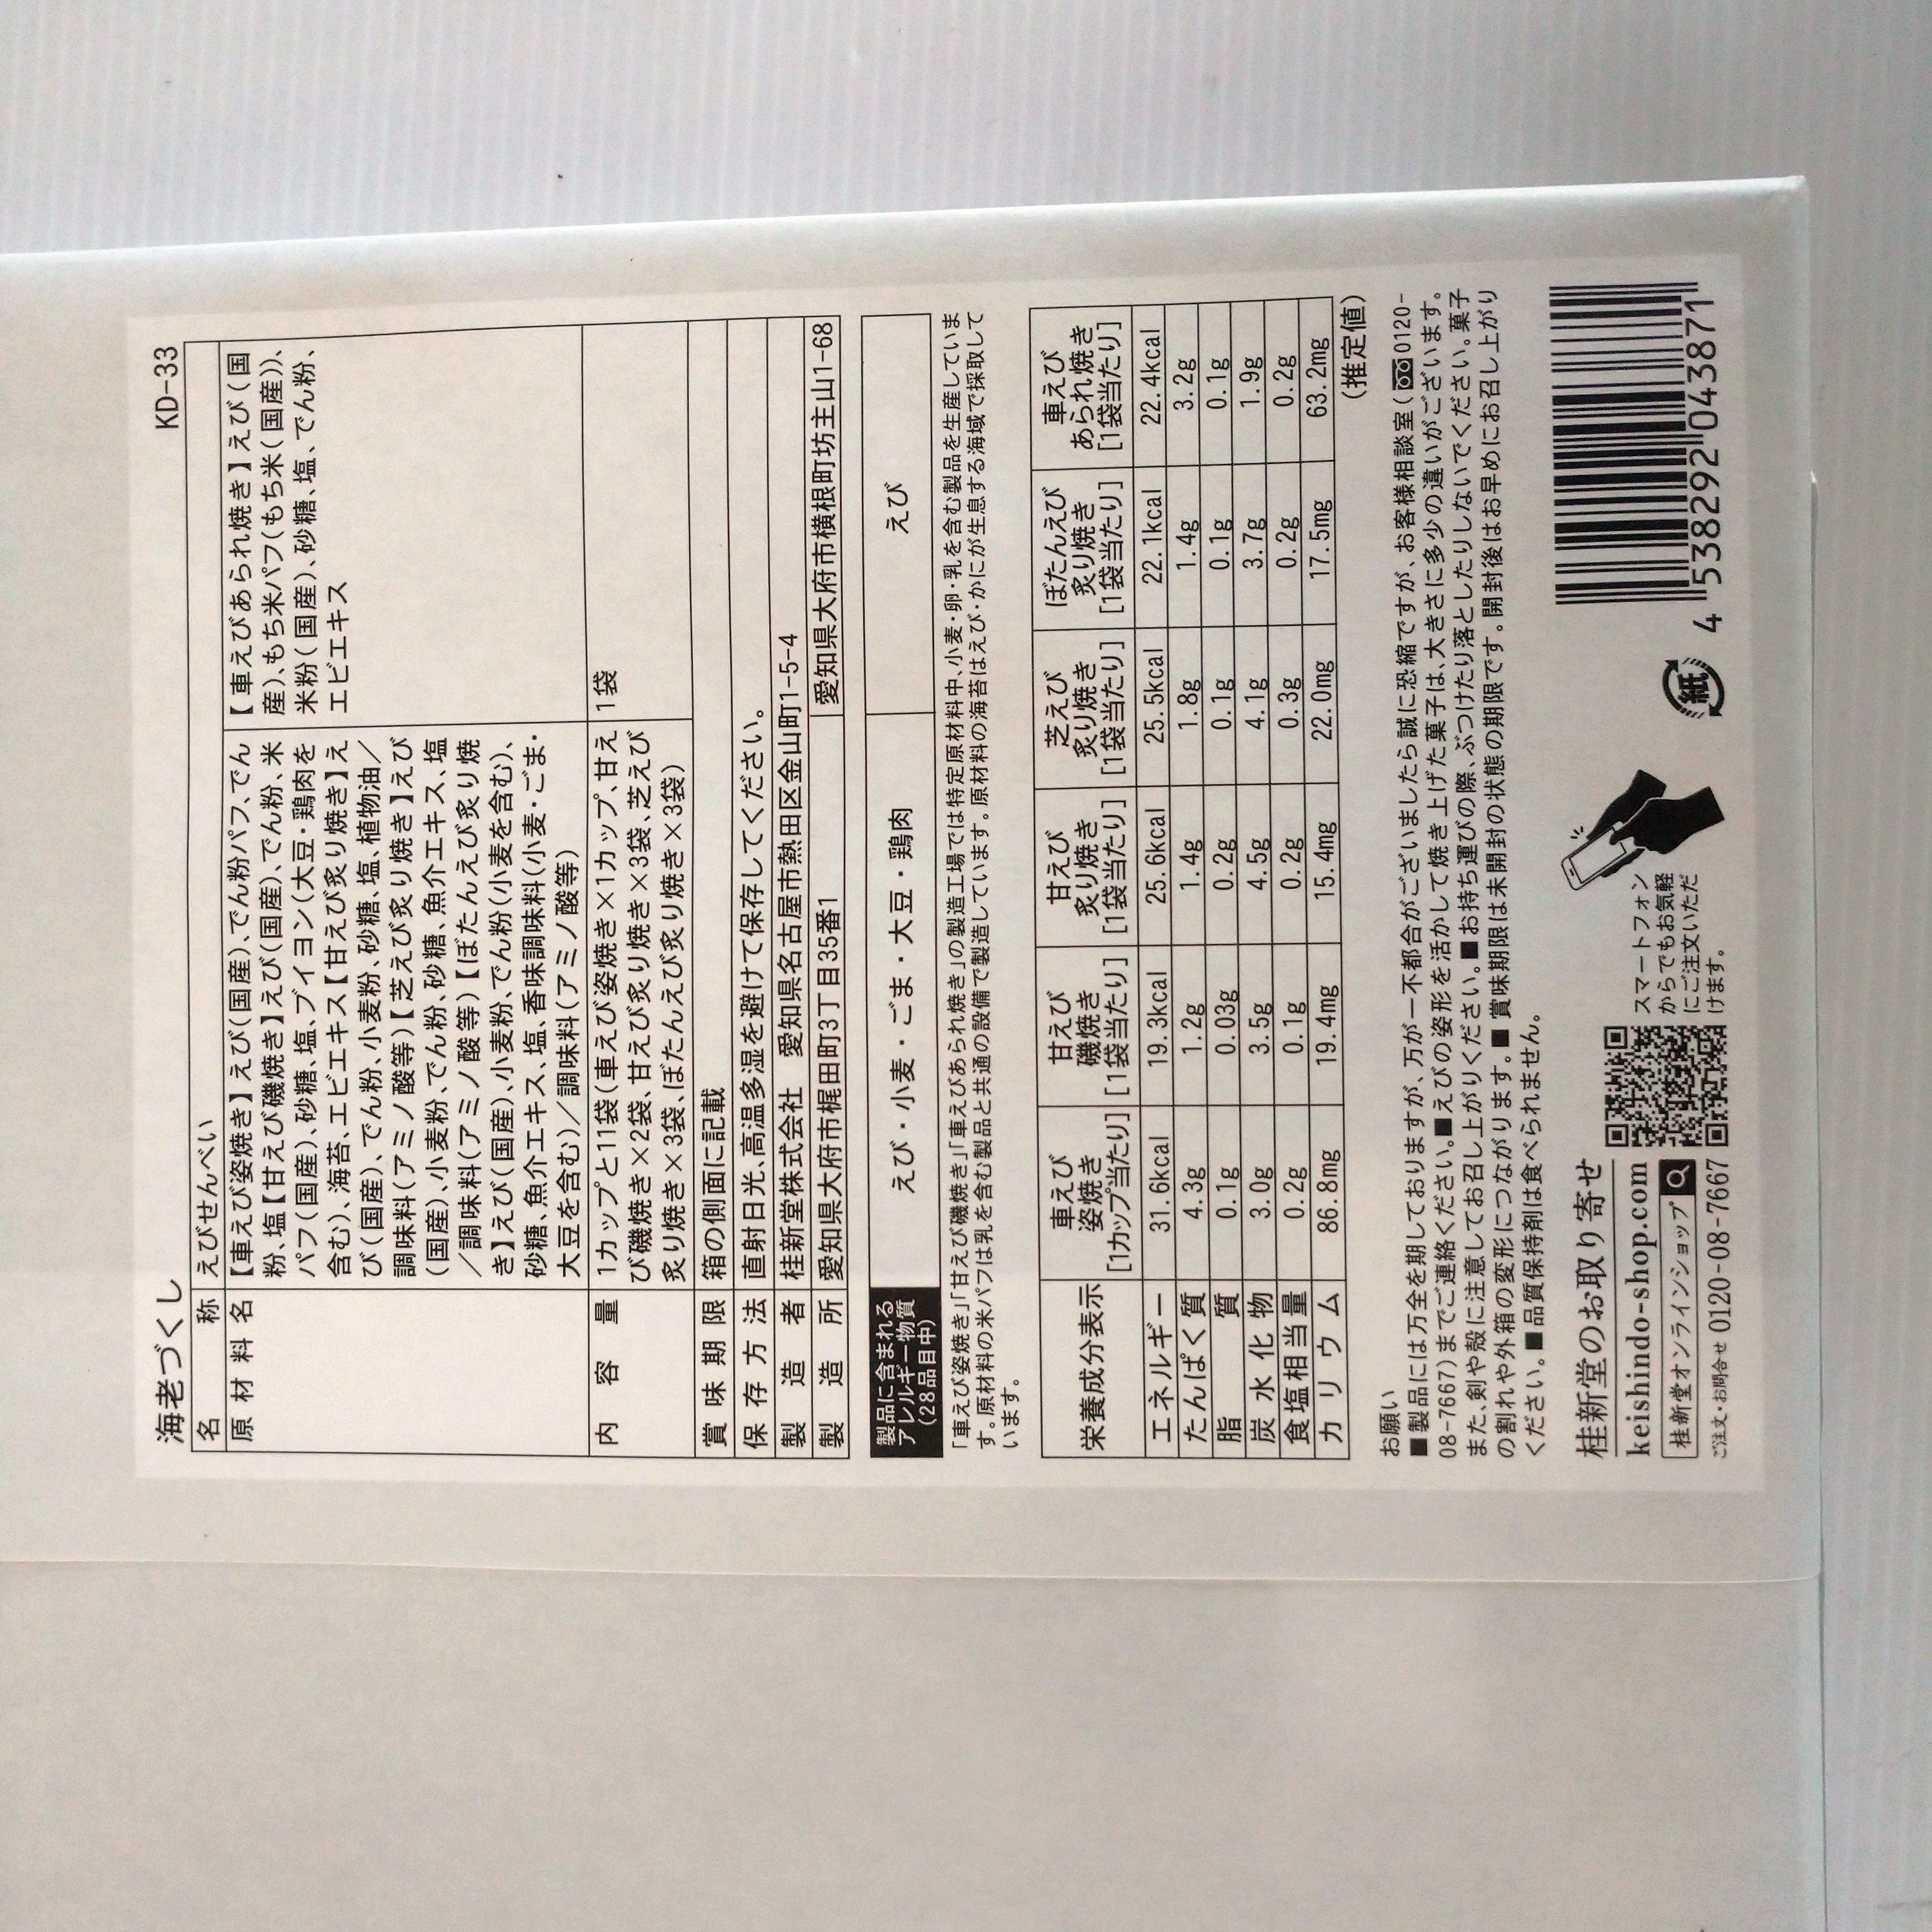 海老づくし KD-33
名称 えびせんべい
原材料名 【車えび姿焼き】えび(国産)、でん粉パフ、でん
粉、塩【甘えび磯焼き】えび(国産)、でん粉、米
パフ(国産)、砂糖、塩、ブイヨン(大豆・鶏肉を
含む)、海苔、エビエキス【甘えび炙り焼き】え
び(国産)、でん粉、小麦粉、砂糖、塩、植物油/
調味料(アミノ酸等)【芝えび炙り焼き】えび
(国産)、小麦粉、でん粉、砂糖、魚介エキス、塩
/調味料(アミノ酸等)【ぼたんえび炙り焼
き】えび(国産)、小麦粉、でん粉(小麦を含む)、
砂糖、魚介エキス、塩、香味調味料(小麦・ごま・
大豆を含む)/調味料(アミノ酸等)
【車えびあられ焼き】えび(国
産)、もち米パフ(もち米(国産))、
米粉(国産)、砂糖、塩、でん粉、
エビエキス
内容量 1カップと11袋(車えび姿焼き×1カップ、甘え
び磯焼き×2袋、甘えび炙り焼き×3袋、芝えび
炙り焼き×3袋、ぼたんえび炙り焼き×3袋)
1袋
賞味期限 箱の側面に記載
保存方法 直射日光、高温多湿を避けて保存してください。
製造者 桂新堂株式会社 愛知県名古屋市熱田区金山町1-5-4
製造所 愛知県大府市梶田町3丁目35番1 愛知県大府市横根町坊主山1-68
製品に含まれる
アレルギー物質
(28品目中)
えび・小麦・ごま・大豆・鶏肉 えび
「車えび姿焼き」「甘えび磯焼き」「車えびあられ焼き」の製造工場では特定原材料中、小麦・卵・乳を含む製品を生産していま
す。原材料の米パフは乳を含む製品と共通の設備で製造しています。原材料の海苔はえび・かにが生息する海域で採取して
います。
栄養成分表示 車えび姿焼き[1カップ当たり] 甘えび磯焼き[1袋当たり] 甘えび炙り焼き[1袋当たり] 芝えび炙り焼き[1袋当たり] ぼたんえび炙り焼き[1袋当たり] 車えびあられ焼き[1袋当たり]
エネルギー 31.6kcal 19.3kcal 25.6kcal 25.5kcal 22.1kcal 22.4kcal
たんぱく質 4.3g 1.2g 1.4g 1.8g 1.4g 3.2g
脂質 0.1g 0.03g 0.2g 0.1g 0.1g 0.1g
炭水化物 3.0g 3.5g 4.5g 4.1g 3.7g 1.9g
食塩相当量 0.2g 0.1g 0.2g 0.3g 0.2g 0.2g
カリウム 86.8mg 19.4mg 15.4mg 22.0mg 17.5mg 63.2mg
(推定値)
お願い
■製品には万全を期しておりますが、万が一不都合がございましたら誠に恐縮ですが、お客様相談室(0120-
08-7667)までご連絡ください。■えびの姿形を活かして焼き上げた菓子は、大きさに多少の違いがございます。
また、剣や殻に注意してお召し上がりください。■お持ち運びの際、ぶつけたり落としたりしないでください。菓子
の割れや外箱の変形につながります。■賞味期限は未開封の状態の期限です。開封後はお早めにお召し上がり
ください。■品質保持剤は食べられません。
桂新堂のお取り寄せ
keishindo-shop.com
桂新堂オンラインショップ
ご注文・お問合せ 0120-08-7667
スマートフォン
からでもお気軽
にご注文いただ
けます。
紙
4 538292 043871